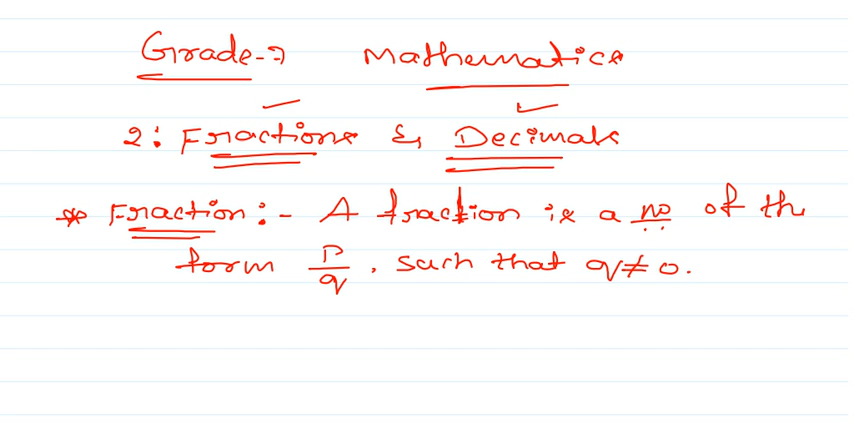 Grade-7 Mathematics
2: Fractions & Decimals
* Fraction:- A fraction is a no of the
form p/q, such that q≠0.